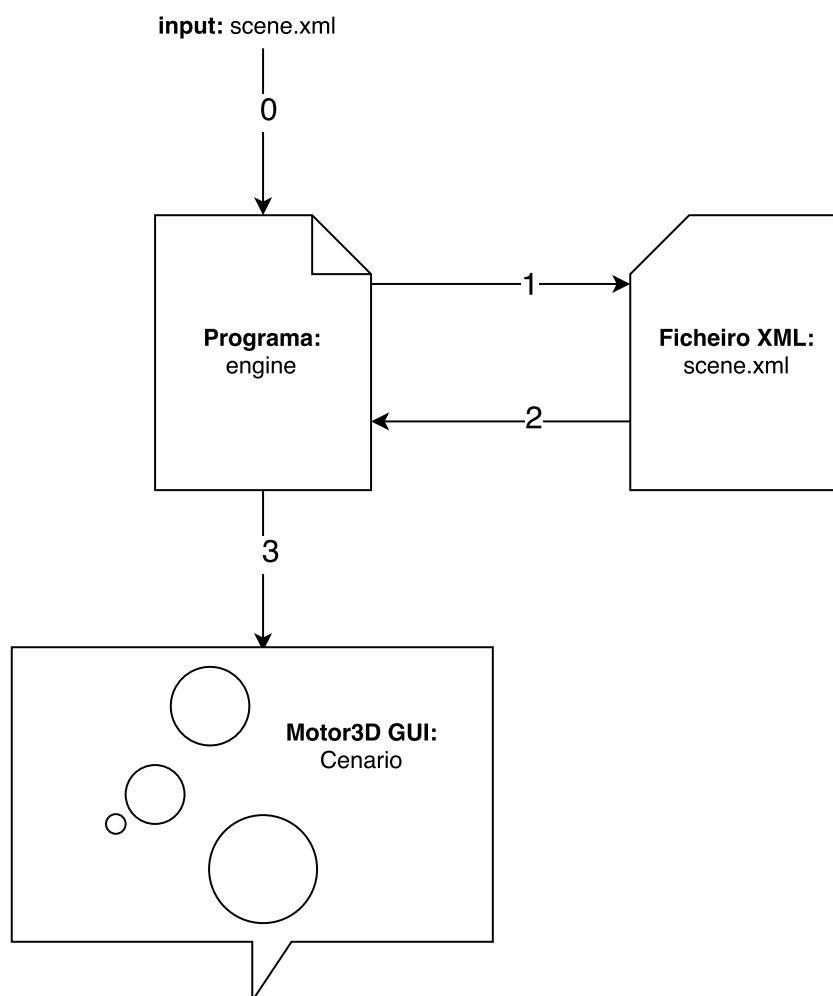 input: scene.xml
0
1
Programa:
engine
Ficheiro XML:
scene.xml
2
3
Motor3D GUI:
Cenario